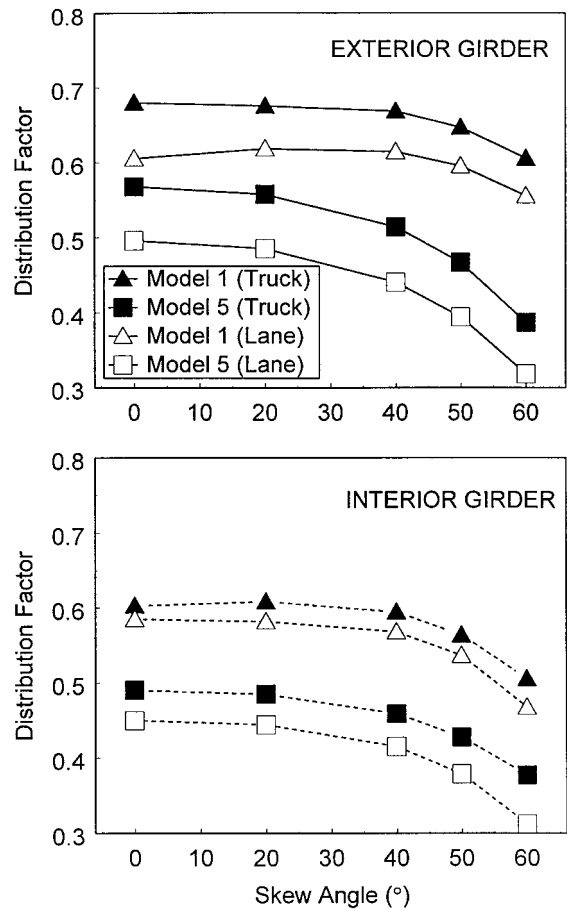 EXTERIOR GIRDER
Distribution Factor
0.8
0.7
0.6
0.5
0.4
0.3
Model 1 (Truck)
Model 5 (Truck)
Model 1 (Lane)
Model 5 (Lane)
0 10 20 30 40 50 60
INTERIOR GIRDER
Distribution Factor
0.8
0.7
0.6
0.5
0.4
0.3
0 10 20 30 40 50 60
Skew Angle (°)